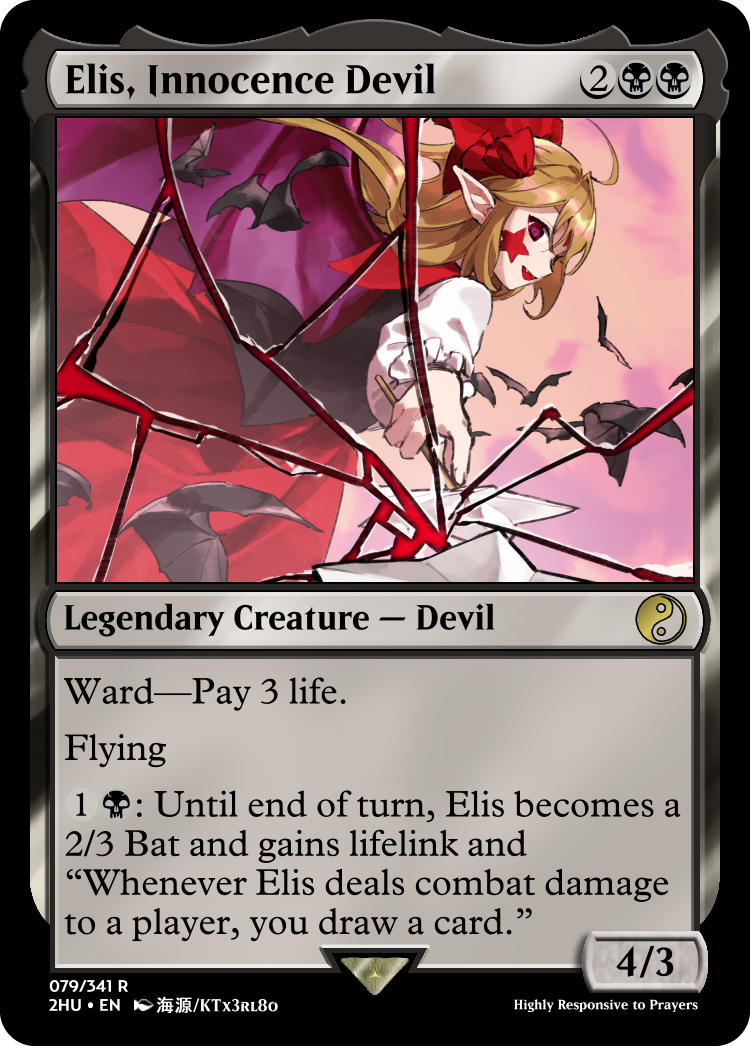 Elis, Innocence Devil 2
Legendary Creature — Devil
Ward—Pay 3 life.
Flying
1 : Until end of turn, Elis becomes a
2/3 Bat and gains lifelink and
“Whenever Elis deals combat damage
to a player, you draw a card.”
4/3
079/341 R
2HU • EN 海源/KTx3RL8o
Highly Responsive to Prayers